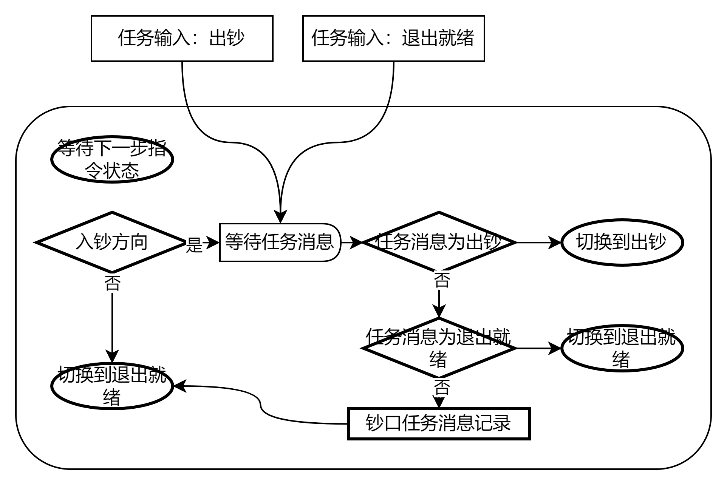 任务输入：出钞
任务输入：退出就绪
等待下一步指
令状态
入钞方向
是
等待任务消息
任务消息为出钞
切换到出钞
否
否
任务消息为退出就
绪
切换到退出就
绪
切换到退出就
绪
否
钞口任务消息记录